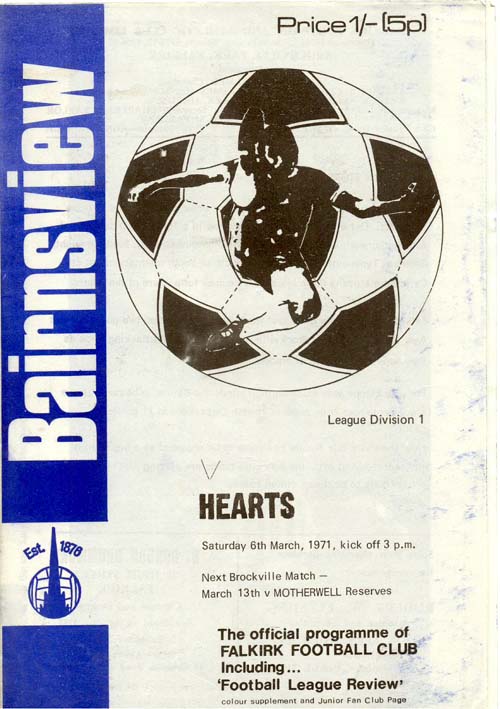 Price 1/- (5p)
Bairnsview
League Division 1
V
HEARTS
Saturday 6th March, 1971, kick off 3 p.m.
Next Brockville Match –
March 13th v MOTHERWELL Reserves
Est. 1876
The official programme of
FALKIRK FOOTBALL CLUB
Including...
'Football League Review'
colour supplement and Junior Fan Club Page